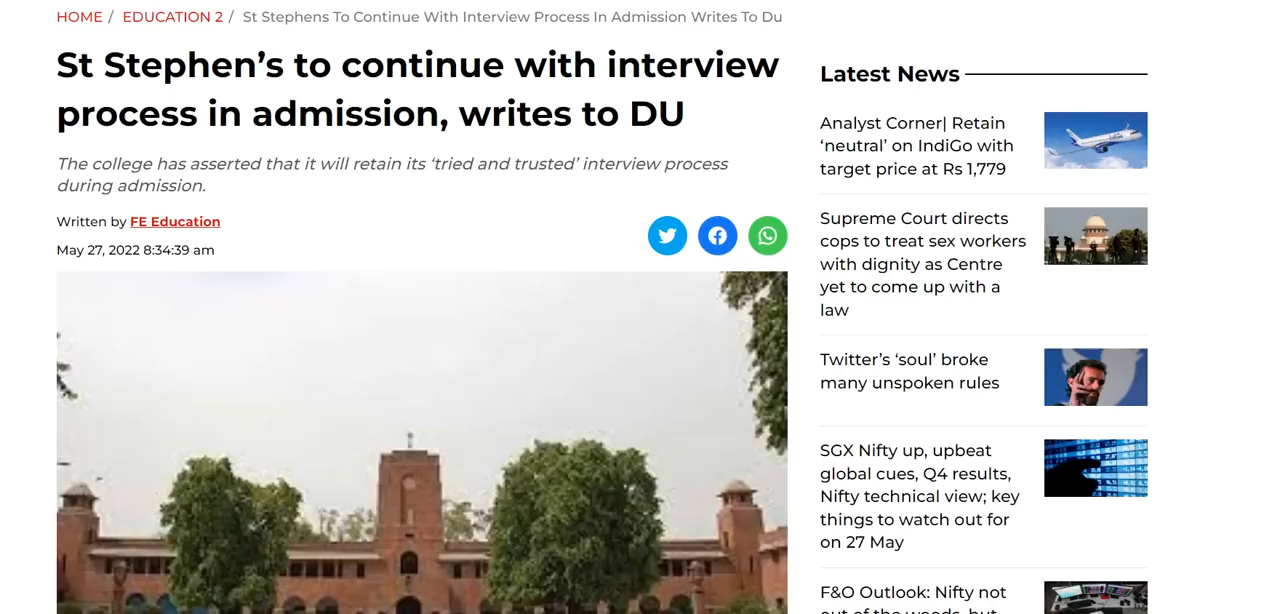 HOME / EDUCATION 2 / St Stephens To Continue With Interview Process In Admission Writes To Du
St Stephen’s to continue with interview
process in admission, writes to DU
The college has asserted that it will retain its ‘tried and trusted’ interview process
during admission.
Written by FE Education
May 27, 2022 8:34:39 am
Latest News
Analyst Corner| Retain
‘neutral’ on IndiGo with
target price at Rs 1,779
Supreme Court directs
cops to treat sex workers
with dignity as Centre
yet to come up with a
law
Twitter’s ‘soul’ broke
many unspoken rules
SGX Nifty up, upbeat
global cues, Q4 results,
Nifty technical view; key
things to watch out for
on 27 May
F&O Outlook: Nifty not
out of the woods, but